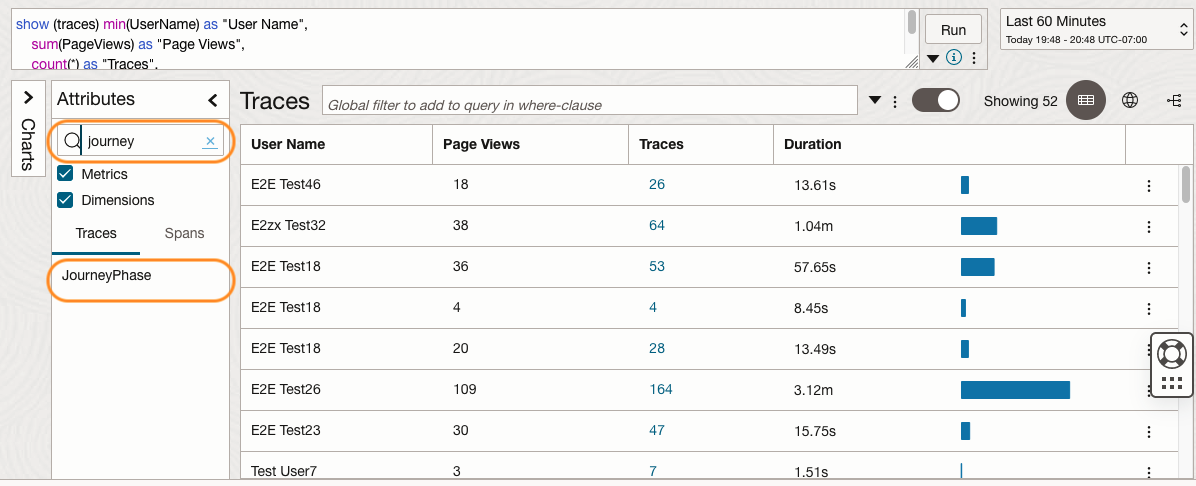 show (traces) min(UserName) as "User Name",
sum(PageViews) as "Page Views",
count(*) as "Traces",
Run
Last 60 Minutes
Today 19:48 - 20:48 UTC-07:00
Charts
Attributes
journey
Metrics
Dimensions
Traces Spans
JourneyPhase
Traces
Global filter to add to query in where-clause
Showing 52
User Name Page Views Traces Duration
E2E Test46 18 26 13.61s
E2zx Test32 38 64 1.04m
E2E Test18 36 53 57.65s
E2E Test18 4 4 8.45s
E2E Test18 20 28 13.49s
E2E Test26 109 164 3.12m
E2E Test23 30 47 15.75s
Test User7 3 7 1.51s